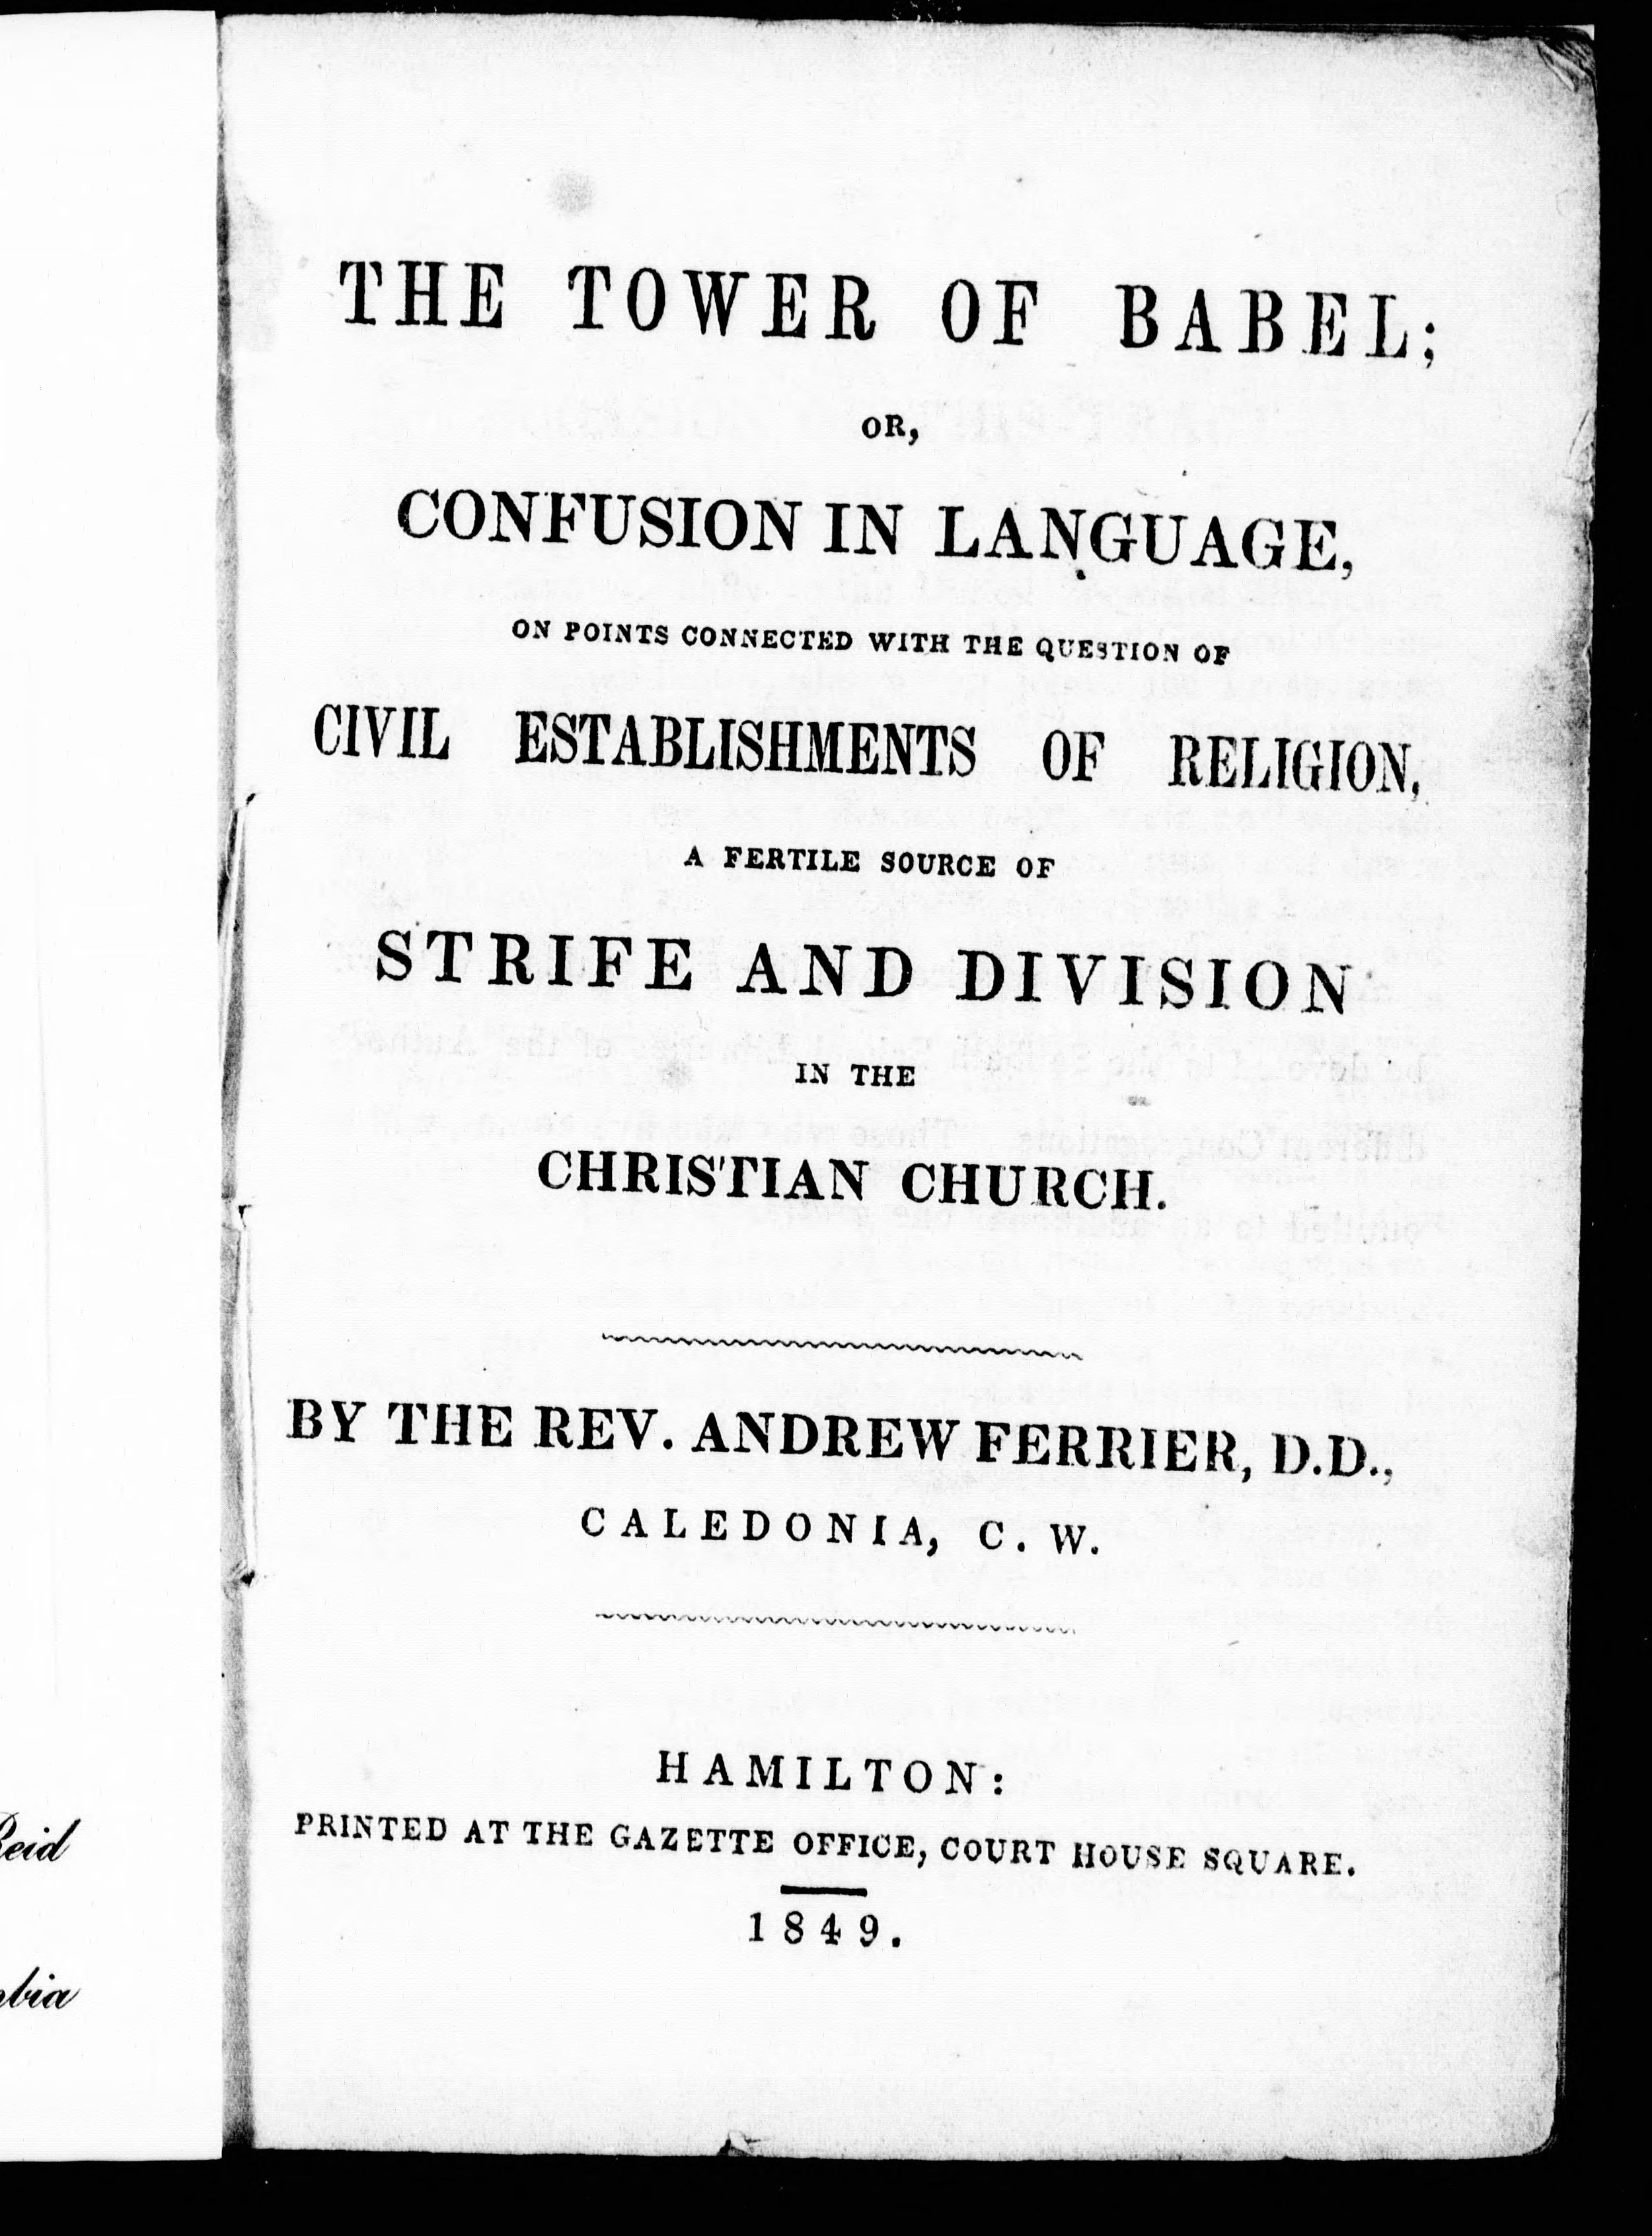 THE TOWER OF BABEL;
OR,
CONFUSION IN LANGUAGE,
ON POINTS CONNECTED WITH THE QUESTION OF
CIVIL ESTABLISHMENTS OF RELIGION,
A FERTILE SOURCE OF
STRIFE AND DIVISION
IN THE
CHRISTIAN CHURCH.
BY THE REV. ANDREW FERRIER, D.D.,
CALEDONIA, C. W.
HAMILTON:
PRINTED AT THE GAZETTE OFFICE, COURT HOUSE SQUARE.
1849.